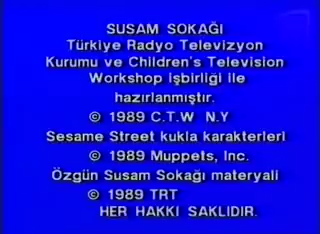 SUSAM SOKAĞI
Türkiye Radyo Televizyon
Kurumu ve Children's Television
Workshop İşbirliği ile
hazırlanmıştır.
© 1989 C.T.W N.Y
Sesame Street kukla karakterleri
© 1989 Muppets, Inc.
Özgün Susam Sokağı materyali
© 1989 TRT
HER HAKKI SAKLIDIR.